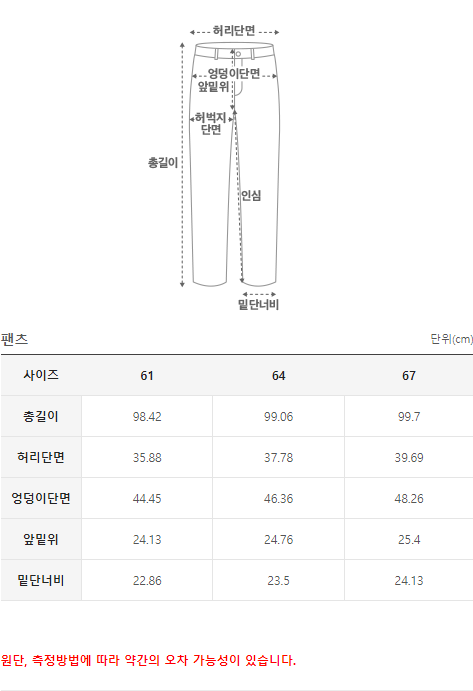 허리단면
엉덩이단면
앞밑위
허벅지
단면
총길이
인심
밑단너비
팬츠 단위(cm)
사이즈 61 64 67
총길이 98.42 99.06 99.7
허리단면 35.88 37.78 39.69
엉덩이단면 44.45 46.36 48.26
앞밑위 24.13 24.76 25.4
밑단너비 22.86 23.5 24.13
원단, 측정방법에 따라 약간의 오차 가능성이 있습니다.